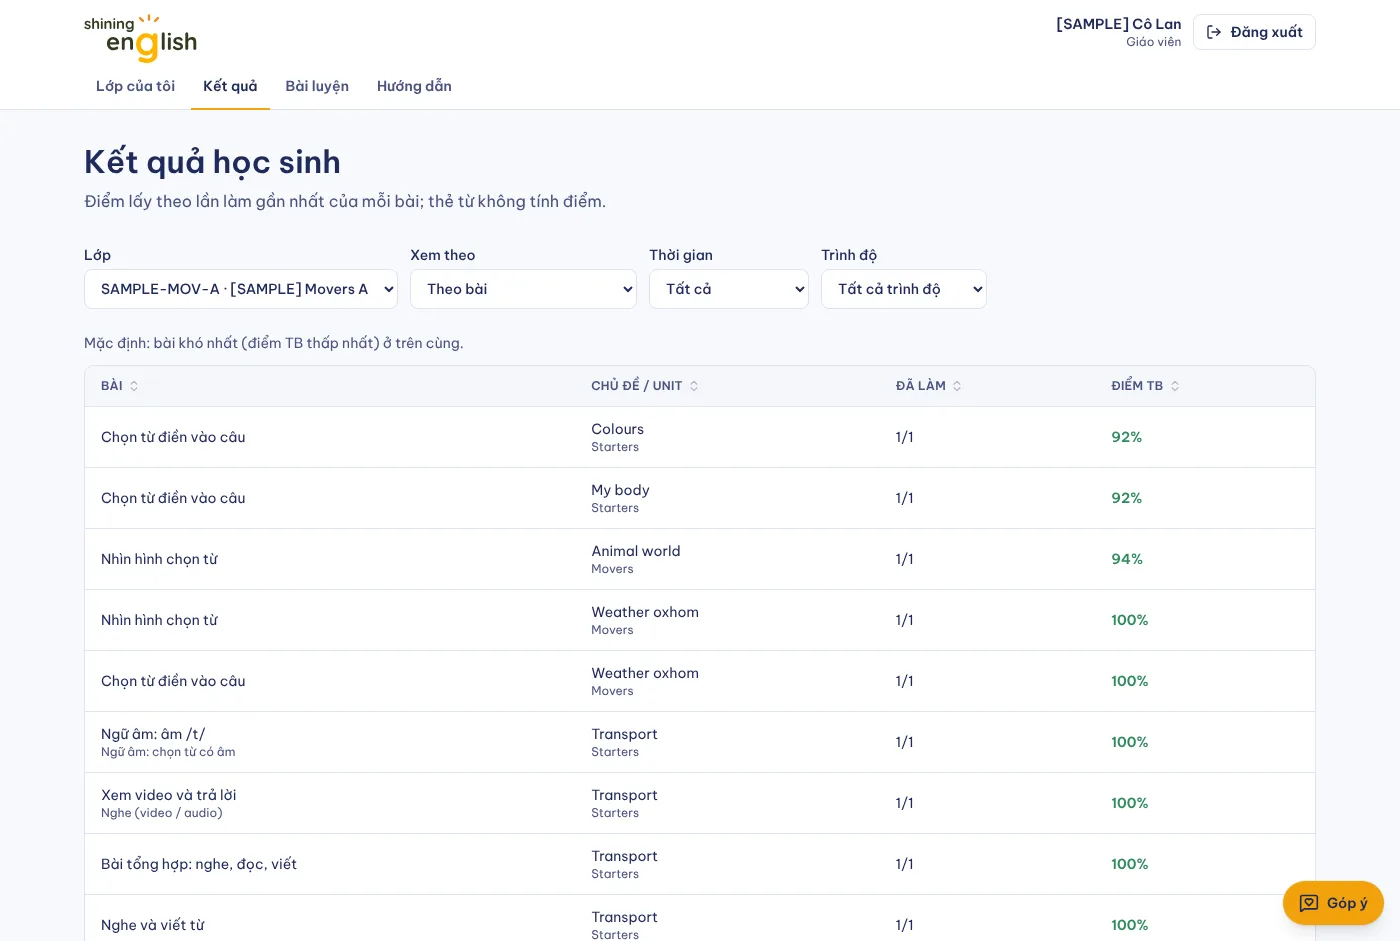 shining
english
[SAMPLE] Cô Lan
Giáo viên
Đăng xuất
Lớp của tôi
Kết quả
Bài luyện
Hướng dẫn
Kết quả học sinh
Điểm lấy theo lần làm gần nhất của mỗi bài; thẻ từ không tính điểm.
Lớp
Xem theo
Thời gian
Trình độ
SAMPLE-MOV-A · [SAMPLE] Movers A
Theo bài
Tất cả
Tất cả trình độ
Mặc định: bài khó nhất (điểm TB thấp nhất) ở trên cùng.
BÀI
CHỦ ĐỀ / UNIT
ĐÃ LÀM
ĐIỂM TB
Chọn từ điền vào câu
Colours
Starters
1/1
92%
Chọn từ điền vào câu
My body
Starters
1/1
92%
Nhìn hình chọn từ
Animal world
Movers
1/1
94%
Nhìn hình chọn từ
Weather oxhom
Movers
1/1
100%
Chọn từ điền vào câu
Weather oxhom
Movers
1/1
100%
Ngữ âm: âm /t/
Ngữ âm: chọn từ có âm
Transport
Starters
1/1
100%
Xem video và trả lời
Nghe (video / audio)
Transport
Starters
1/1
100%
Bài tổng hợp: nghe, đọc, viết
Transport
Starters
1/1
100%
Nghe và viết từ
Transport
Starters
1/1
100%
Góp ý